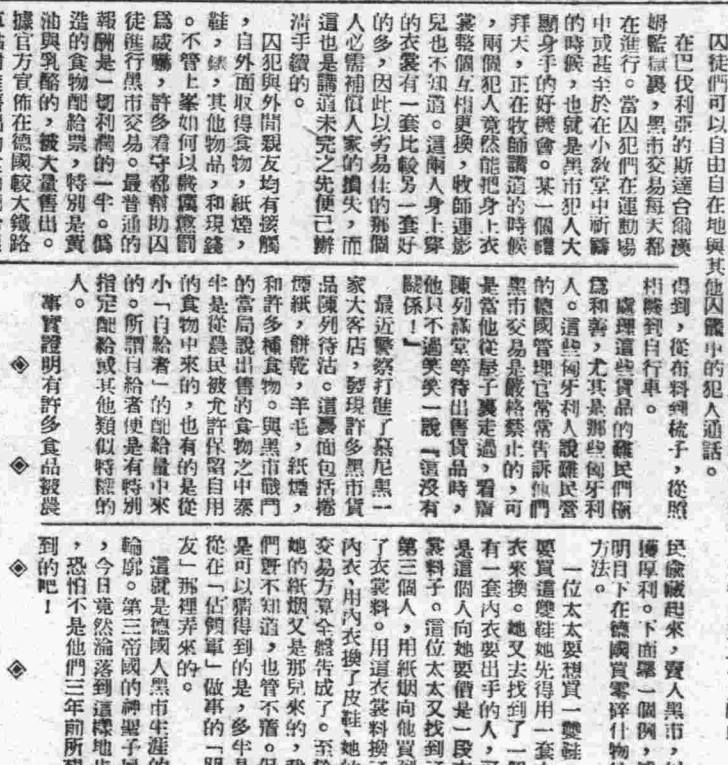 囚徒們可以自由自在地與其他囚籠中的犯人通話。
在巴伐利亞的斯達台爾漢
姆監獄裏，黑市交易每天都
在進行。當囚犯們在運動場
中或甚至於在小教堂中祈禱
的時候，也就是黑市犯人大
顯身手的好機會。某一個禮
拜天，正在牧師講道的時候
，兩個犯人竟然能把身上衣
裳整個互相更換，牧師連影
兒也不知道。這兩人身上穿
的衣裳有一套比較另一套好
的多，因此以劣易佳的那個
人必需補償人家的損失，而
這也是講道未完之先便已辦
清手續的。
囚犯與外間親友均有接觸
，自外面取得食物，紙煙，
鞋，錶，其他物品，和現錢
。不管上峯如何以嚴厲懲罰
爲威嚇，許多看守都幫助囚
徒進行黑市交易。最普通的
報酬是一切利潤的一半。僞
造的食物配給票，特別是黃
油與乳酪的，被大量售出。
據官方宣佈在德國較大鐵路
得到，從布料到梳子，從照
相機到自行車。
處理這些貨品的難民們極
爲和善，尤其是那些匈牙利
人。這些匈牙利人說難民營
的德國管理官常常告訴他們
黑市交易是嚴格禁止的，可
是當他從屋子裏走過，看膳
陳列滿堂等待出售貨品時，
他只不過笑笑一說『這沒有
關係！』
最近警察打進了慕尼黑一
家大客店，發現許多黑市貨
品陳列待沽。這裏面包括捲
煙紙，餅乾，羊毛，紙煙，
和許多種食物。與黑市戰鬥
的當局說出售的食物之中泰
半是從農民被允許保留自用
的食物中來的，也有的是從
小「自給者」的配給量中來
的。所謂自給者便是有特別
指定配給或其他類似特權的
人。
事實證明有許多食品被農
民偷藏起來，賣入黑市，
獲厚利。下面舉一個例，
明目下在德國買零碎什物的
方法。
一位太太要想買一雙鞋
要買這雙鞋她先得用一套
衣來換。她又去找到了一個
有一套內衣要出手的人，可
是這個人向她要價是一段衣
裳料子。這位太太又找到了
第三個人，用紙烟向他買到
了衣裳料。用這衣裳料換了
內衣，用內衣換了皮鞋，她的
交易方算全盤告成了。至於
她的紙烟又是那兒來的，我
們旣不知道，也管不着。但
是可以猜得到的是，多半是
從在「佔領軍」做事的「朋
友」那裡弄來的。
這就是德國人黑市生涯的
輪廓。第三帝國的神聖子民
，今日竟然淪落到這樣地步
，恐怕不是他們三年前所預
到的吧！